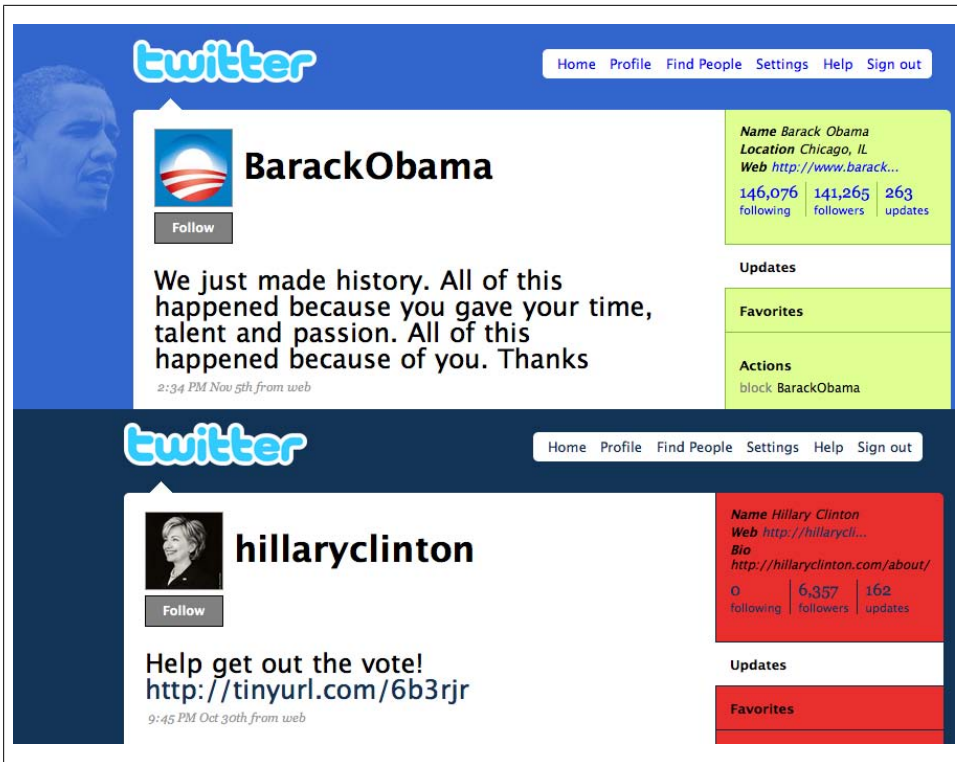 twitter
Home Profile Find People Settings Help Sign out
BarackObama
Follow
We just made history. All of this
happened because you gave your time,
talent and passion. All of this
happened because of you. Thanks
2:34 PM Nov 5th from web
Name Barack Obama
Location Chicago, IL
Web http://www.barack...
146,076 141,265 263
following followers updates
Updates
Favorites
Actions
block BarackObama
twitter
Home Profile Find People Settings Help Sign out
hillaryclinton
Follow
Help get out the vote!
http://tinyurl.com/6b3rjr
9:45 PM Oct 30th from web
Name Hillary Clinton
Web http://hillarycli...
Bio
http://hillaryclinton.com/about/
0 6,357 162
following followers updates
Updates
Favorites